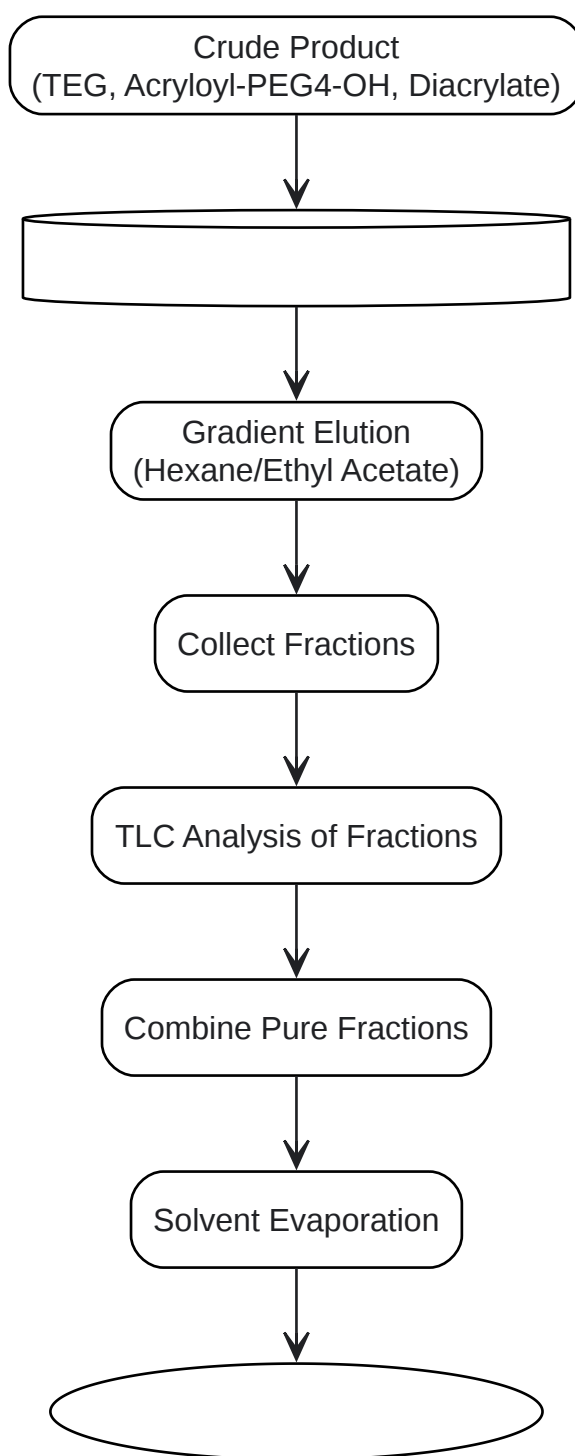 Crude Product
(TEG, Acryloyl-PEG4-OH, Diacrylate)
Gradient Elution
(Hexane/Ethyl Acetate)
Collect Fractions
TLC Analysis of Fractions
Combine Pure Fractions
Solvent Evaporation